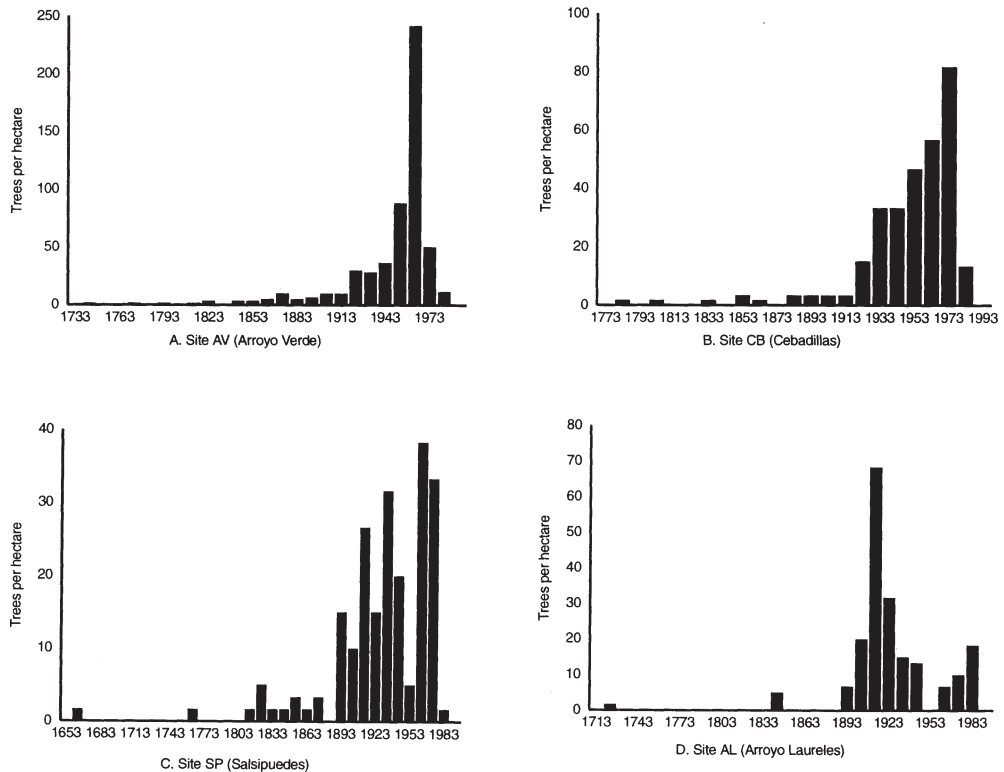 250
200
150
100
50
0
Trees per hectare
1733 1763 1793 1823 1853 1883 1913 1943 1973
A. Site AV (Arroyo Verde)
100
80
60
40
20
0
Trees per hectare
1773 1793 1813 1833 1853 1873 1893 1913 1933 1953 1973 1993
B. Site CB (Cebadillas)
40
30
20
10
0
Trees per hectare
1653 1683 1713 1743 1773 1803 1833 1863 1893 1923 1953 1983
C. Site SP (Salsipuedes)
80
70
60
50
40
30
20
10
0
Trees per hectare
1713 1743 1773 1803 1833 1863 1893 1923 1953 1983
D. Site AL (Arroyo Laureles)